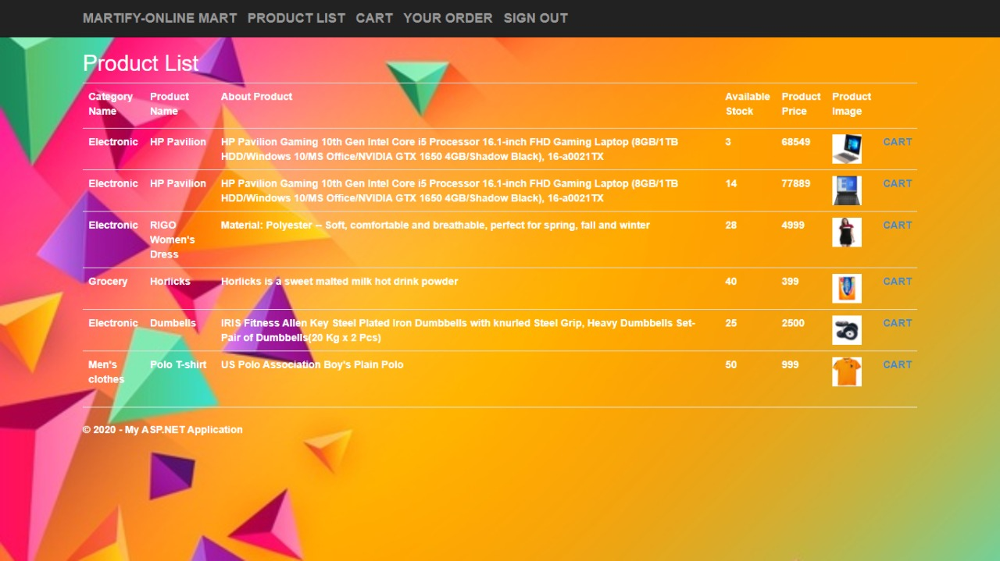 MARTIFY-ONLINE MART PRODUCT LIST CART YOUR ORDER SIGN OUT
Product List
Category Name Product Name About Product Available Stock Product Price Product Image
Electronic HP Pavilion HP Pavilion Gaming 10th Gen Intel Core i5 Processor 16.1-inch FHD Gaming Laptop (8GB/1TB 3 68549 CART
HDD/Windows 10/MS Office/NVIDIA GTX 1650 4GB/Shadow Black), 16-a0021TX
Electronic HP Pavilion HP Pavilion Gaming 10th Gen Intel Core i5 Processor 16.1-inch FHD Gaming Laptop (8GB/1TB 14 77889 CART
HDD/Windows 10/MS Office/NVIDIA GTX 1650 4GB/Shadow Black), 16-a0021TX
Electronic RIGO Material: Polyester -- Soft, comfortable and breathable, perfect for spring, fall and winter 28 4999 CART
Women's
Dress
Grocery Horlicks Horlicks is a sweet malted milk hot drink powder 40 399 CART
Electronic Dumbells IRIS Fitness Allen Key Steel Plated Iron Dumbbells with knurled Steel Grip, Heavy Dumbbells Set- 25 2500 CART
Pair of Dumbbells(20 Kg x 2 Pcs)
Men's Polo T-shirt US Polo Association Boy's Plain Polo 50 999 CART
clothes
© 2020 - My ASP.NET Application